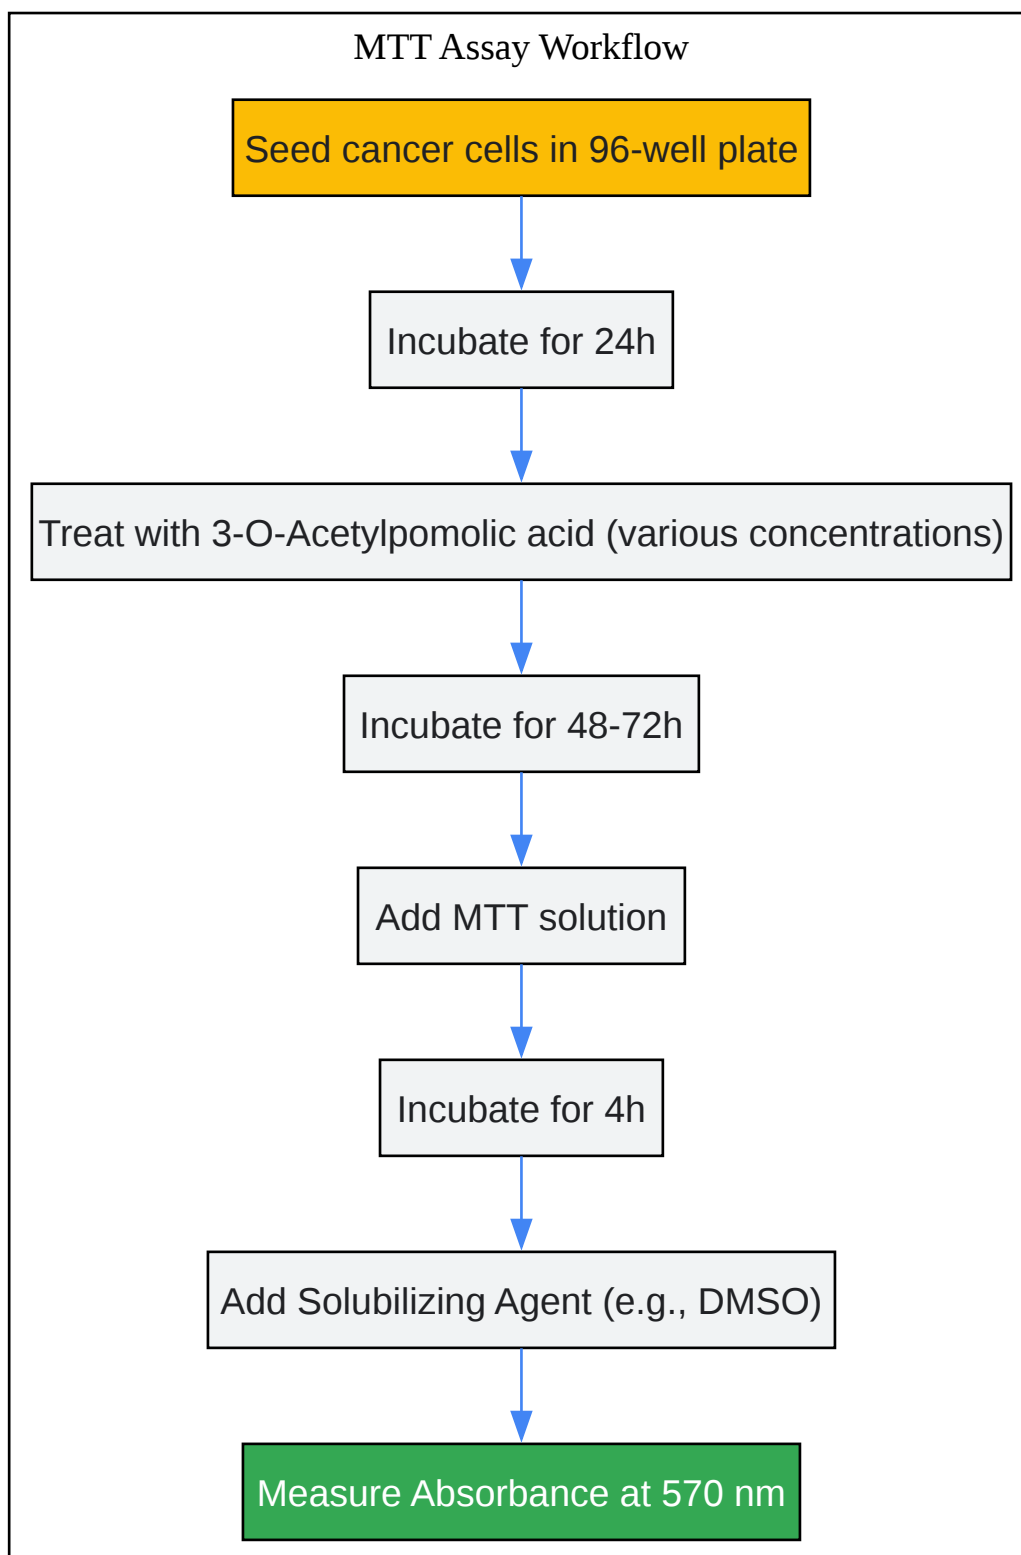 MTT Assay Workflow
Seed cancer cells in 96-well plate
Incubate for 24h
Treat with 3-O-Acetylpomolic acid (various concentrations)
Incubate for 48-72h
Add MTT solution
Incubate for 4h
Add Solubilizing Agent (e.g., DMSO)
Measure Absorbance at 570 nm